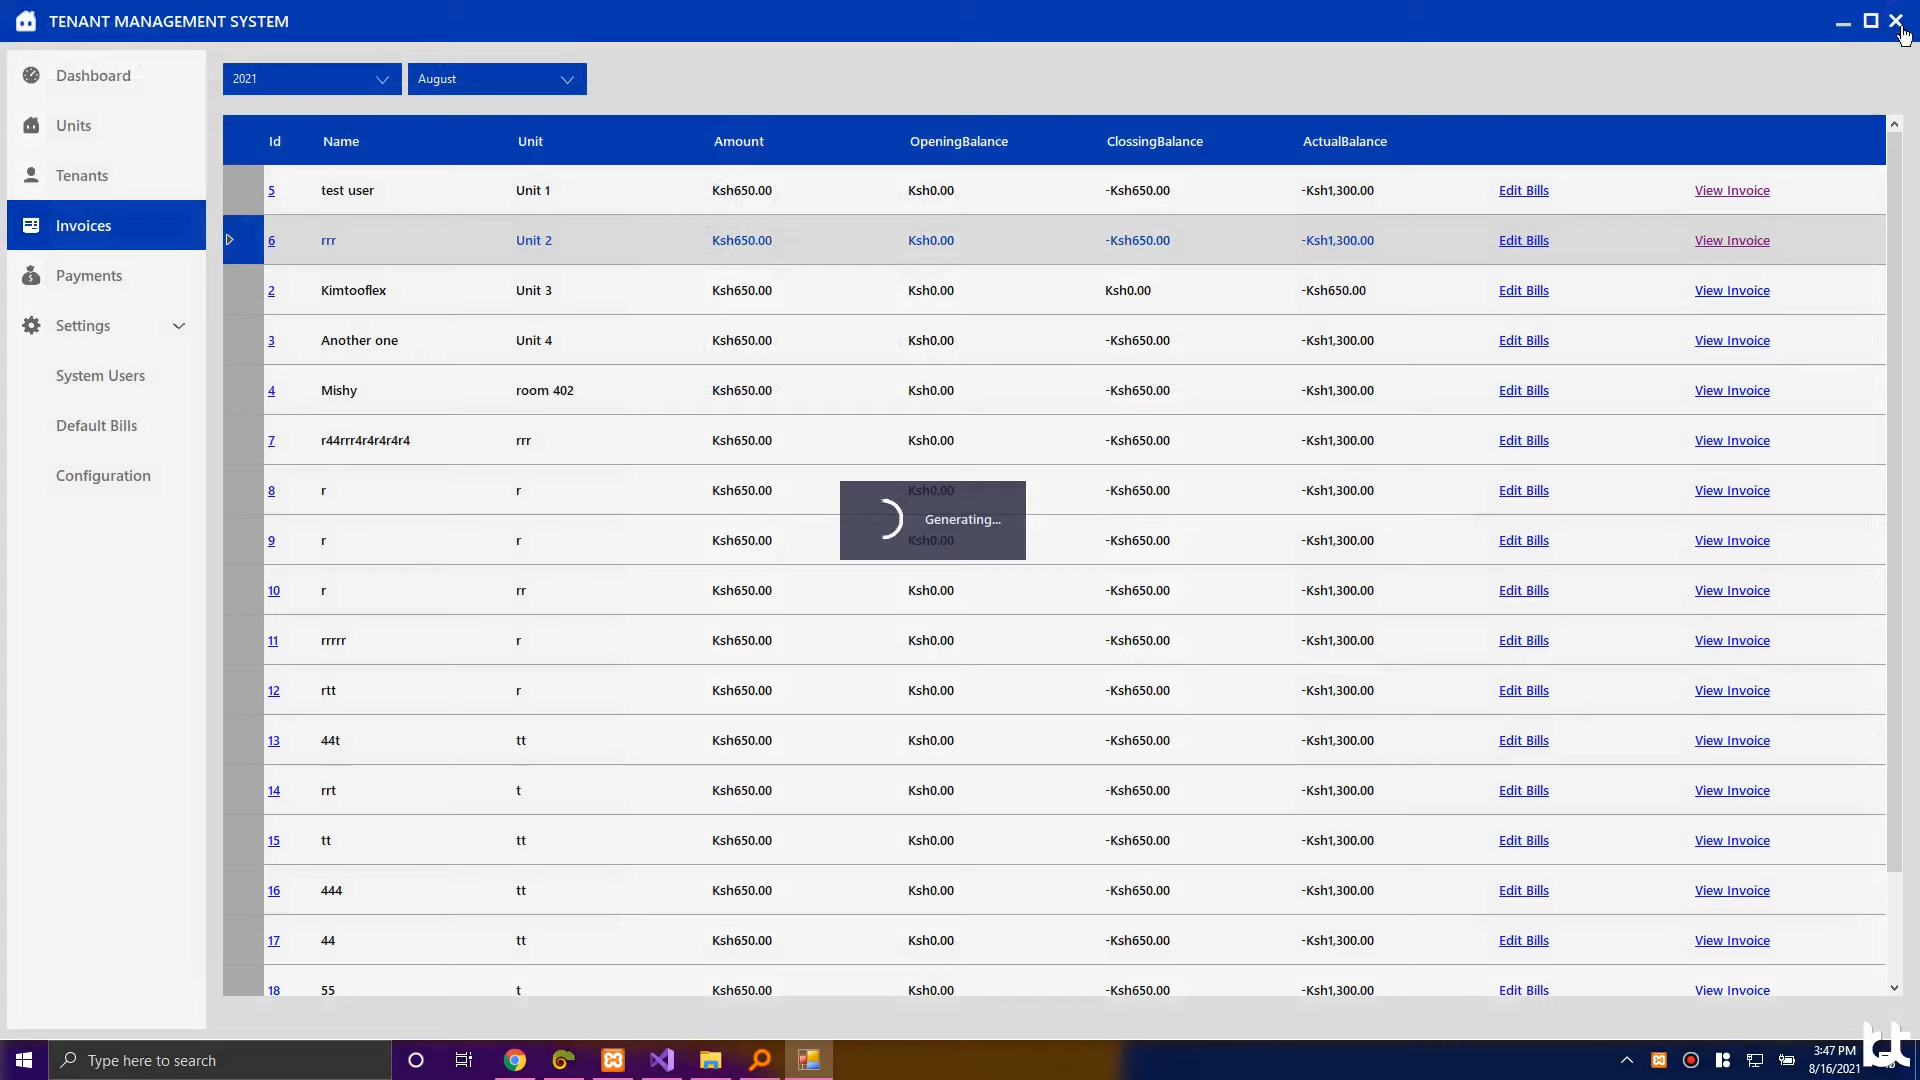 TENANT MANAGEMENT SYSTEM
Dashboard
Units
Tenants
Invoices
Payments
Settings
System Users
Default Bills
Configuration
2021 August
Id Name Unit Amount OpeningBalance ClossingBalance ActualBalance
5 test user Unit 1 Ksh650.00 Ksh0.00 -Ksh650.00 -Ksh1,300.00 Edit Bills View Invoice
6 rrr Unit 2 Ksh650.00 Ksh0.00 -Ksh650.00 -Ksh1,300.00 Edit Bills View Invoice
2 Kimtooflex Unit 3 Ksh650.00 Ksh0.00 Ksh0.00 -Ksh650.00 Edit Bills View Invoice
3 Another one Unit 4 Ksh650.00 Ksh0.00 -Ksh650.00 -Ksh1,300.00 Edit Bills View Invoice
4 Mishy room 402 Ksh650.00 Ksh0.00 -Ksh650.00 -Ksh1,300.00 Edit Bills View Invoice
7 r44rrr4r4r4r4r4 rrr Ksh650.00 Ksh0.00 -Ksh650.00 -Ksh1,300.00 Edit Bills View Invoice
8 r r Ksh650.00 Ksh0.00 -Ksh650.00 -Ksh1,300.00 Edit Bills View Invoice
Generating...
9 r r Ksh650.00 Ksh0.00 -Ksh650.00 -Ksh1,300.00 Edit Bills View Invoice
10 r rr Ksh650.00 Ksh0.00 -Ksh650.00 -Ksh1,300.00 Edit Bills View Invoice
11 rrrrr r Ksh650.00 Ksh0.00 -Ksh650.00 -Ksh1,300.00 Edit Bills View Invoice
12 rtt r Ksh650.00 Ksh0.00 -Ksh650.00 -Ksh1,300.00 Edit Bills View Invoice
13 44t tt Ksh650.00 Ksh0.00 -Ksh650.00 -Ksh1,300.00 Edit Bills View Invoice
14 rrt t Ksh650.00 Ksh0.00 -Ksh650.00 -Ksh1,300.00 Edit Bills View Invoice
15 tt tt Ksh650.00 Ksh0.00 -Ksh650.00 -Ksh1,300.00 Edit Bills View Invoice
16 444 tt Ksh650.00 Ksh0.00 -Ksh650.00 -Ksh1,300.00 Edit Bills View Invoice
17 44 tt Ksh650.00 Ksh0.00 -Ksh650.00 -Ksh1,300.00 Edit Bills View Invoice
18 55 t Ksh650.00 Ksh0.00 -Ksh650.00 -Ksh1,300.00 Edit Bills View Invoice
Type here to search
3:47 PM
8/16/2021